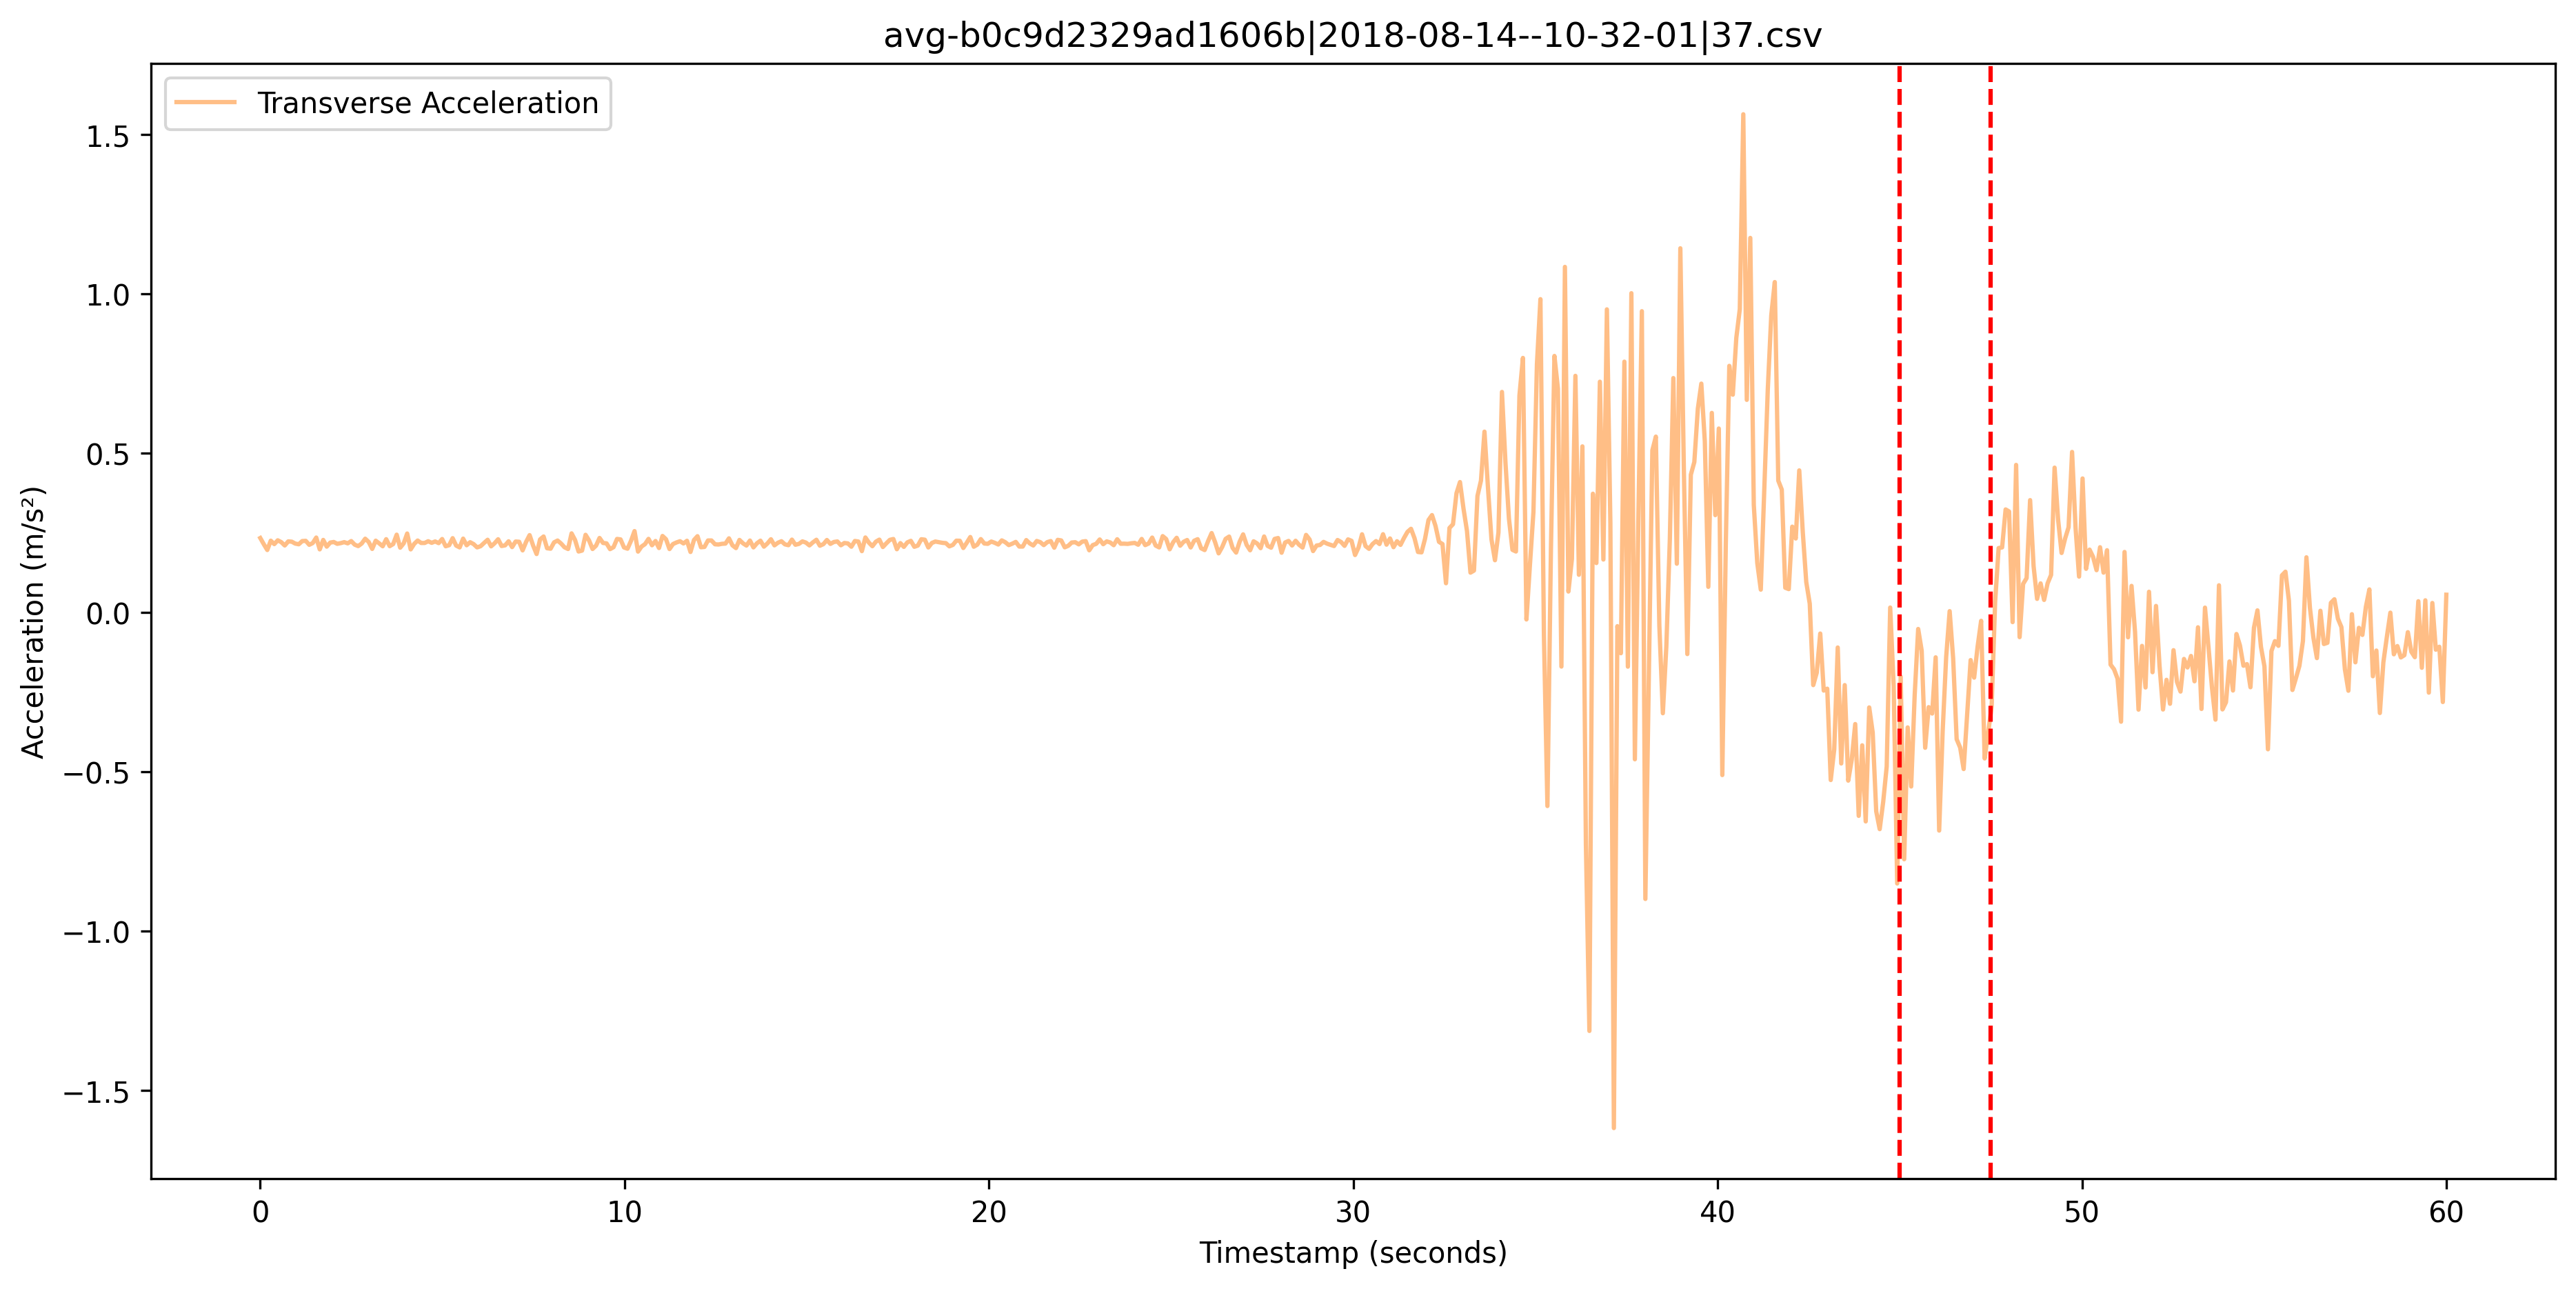 avg-b0c9d2329ad1606b|2018-08-14--10-32-01|37.csv
Transverse Acceleration
1.5
1.0
0.5
0.0
−0.5
−1.0
−1.5
Acceleration (m/s²)
0 10 20 30 40 50 60
Timestamp (seconds)